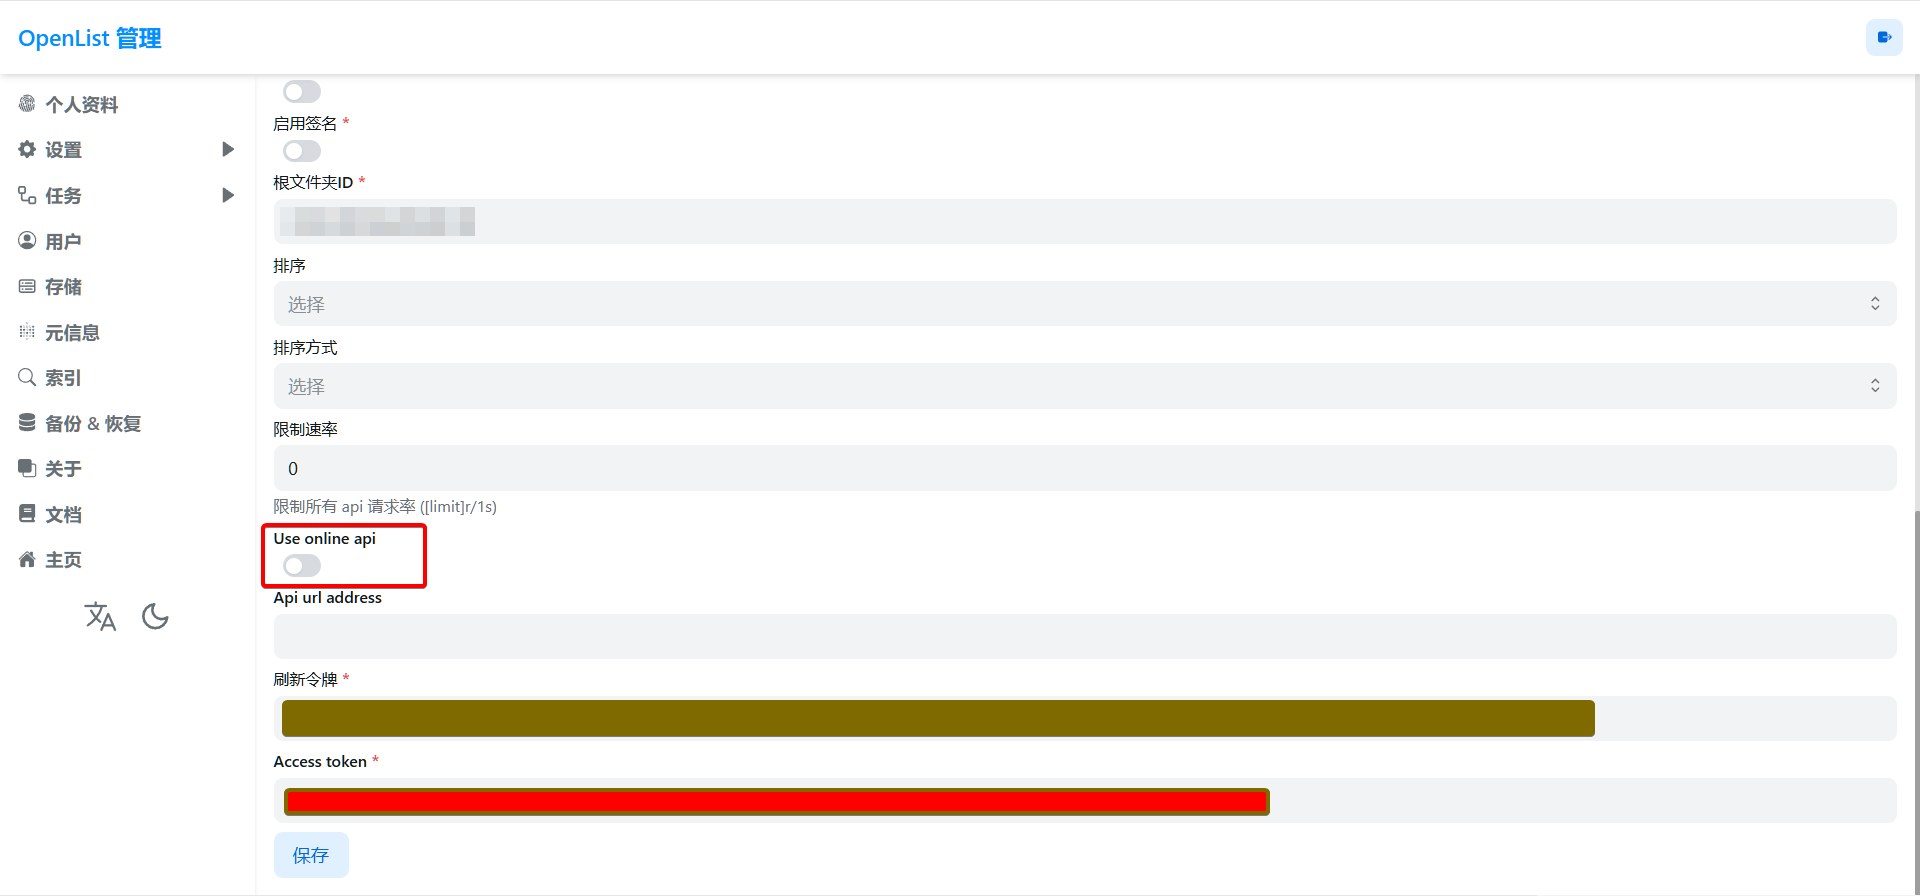 OpenList 管理
个人资料
设置
任务
用户
存储
元信息
索引
备份 & 恢复
关于
文档
主页
启用签名 *
根文件夹ID *
排序
选择
排序方式
选择
限制速率
0
限制所有 api 请求率 ([limit]r/1s)
Use online api
Api url address
刷新令牌 *
Access token *
保存